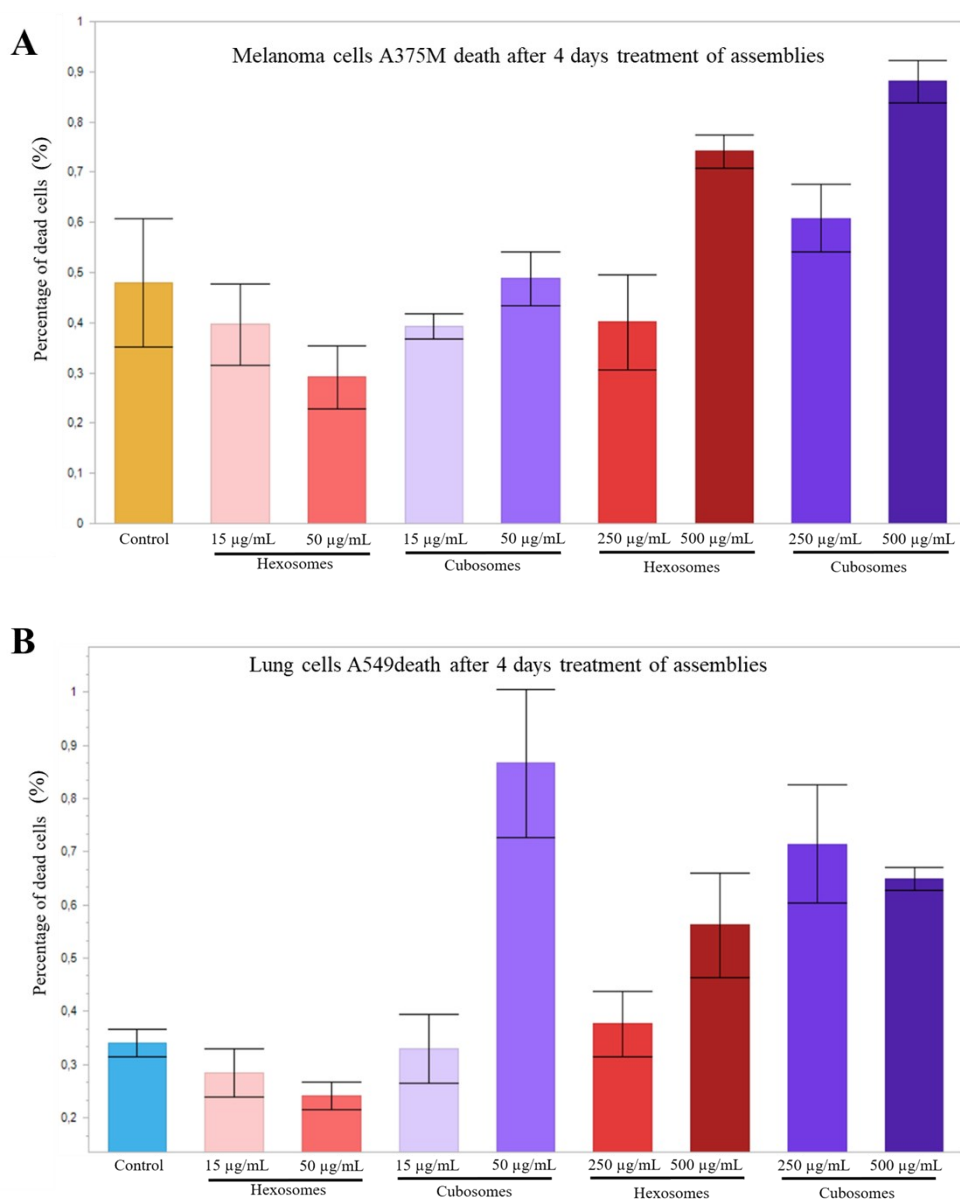 A
Melanoma cells A375M death after 4 days treatment of assemblies
Percentage of dead cells (%)
1
0,9
0,8
0,7
0,6
0,5
0,4
0,3
0,2
0,1
0
Control
15 µg/mL
50 µg/mL
15 µg/mL
50 µg/mL
250 µg/mL
500 µg/mL
250 µg/mL
500 µg/mL
Hexosomes
Cubosomes
Hexosomes
Cubosomes
B
Lung cells A549death after 4 days treatment of assemblies
Percentage of dead cells (%)
1
0,9
0,8
0,7
0,6
0,5
0,4
0,3
0,2
Control
15 µg/mL
50 µg/mL
15 µg/mL
50 µg/mL
250 µg/mL
500 µg/mL
250 µg/mL
500 µg/mL
Hexosomes
Cubosomes
Hexosomes
Cubosomes